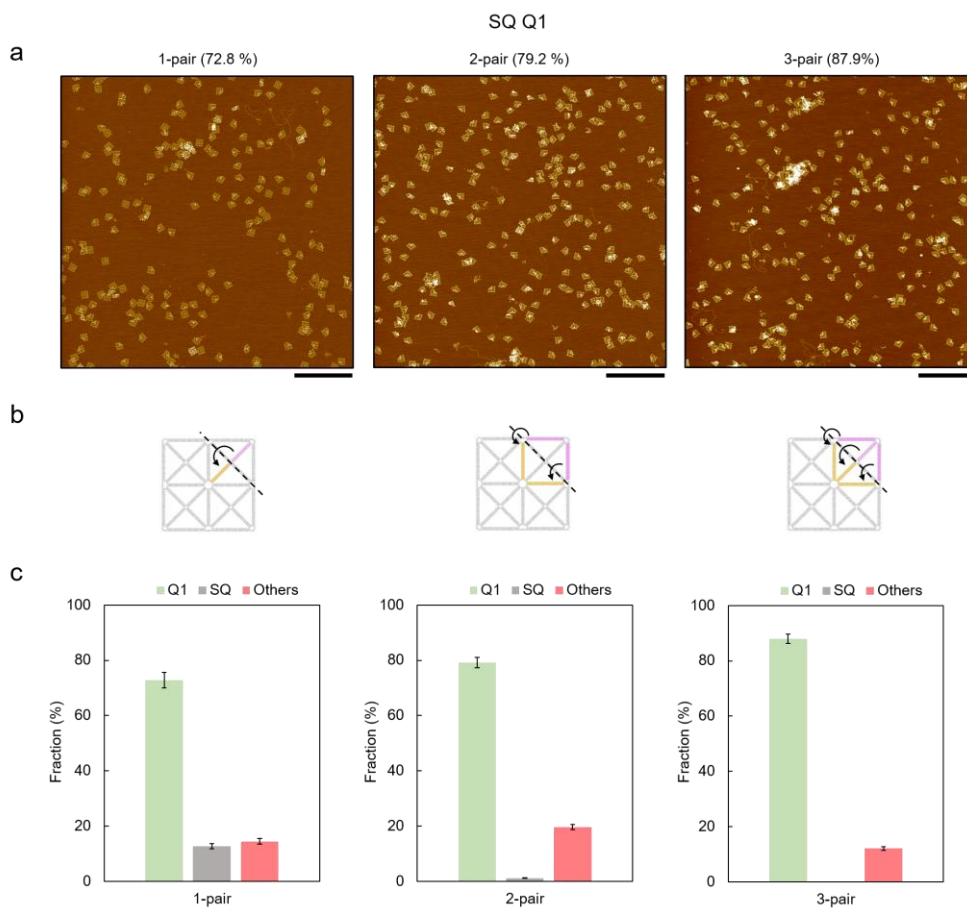 SQ Q1
a
1-pair (72.8 %)
2-pair (79.2 %)
3-pair (87.9%)
b
c
Q1 SQ Others
100
80
60
40
20
0
Fraction (%)
1-pair
Q1 SQ Others
100
80
60
40
20
0
Fraction (%)
2-pair
Q1 SQ Others
100
80
60
40
20
0
Fraction (%)
3-pair